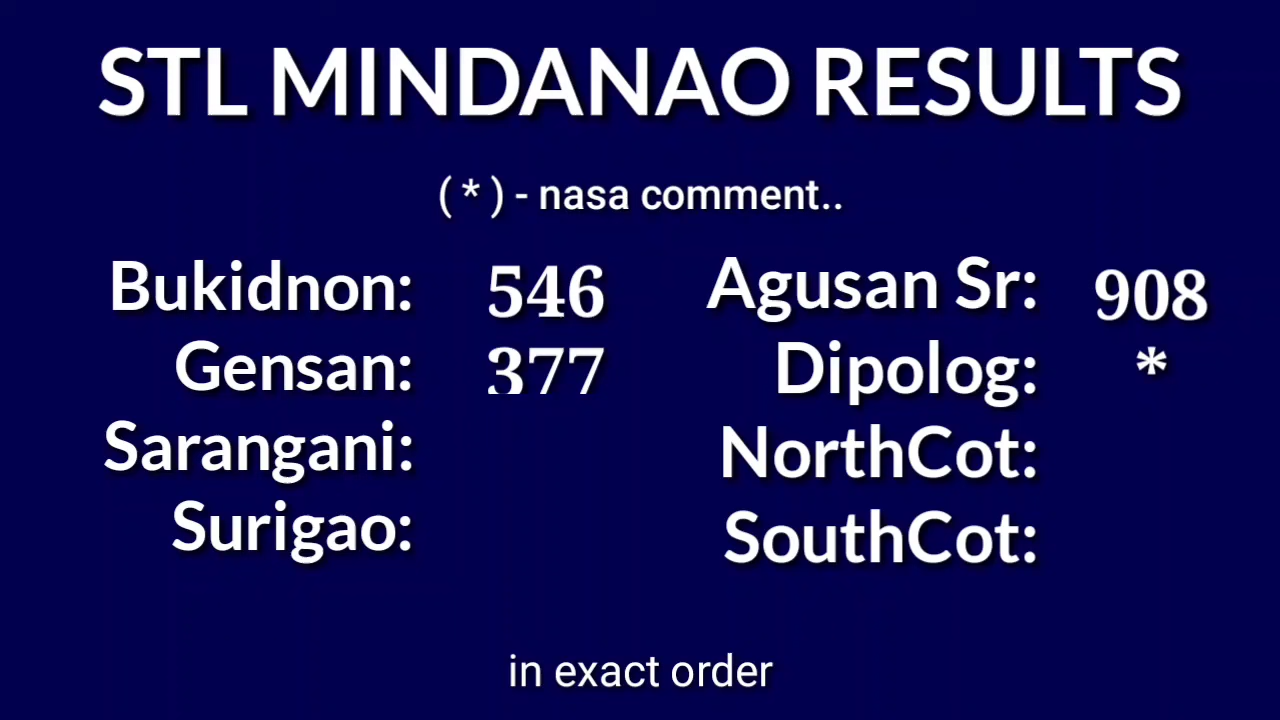 STL MINDANAO RESULTS
( * ) - nasa comment..
Bukidnon: 546
Gensan: 377
Sarangani:
Surigao:
Agusan Sr: 908
Dipolog: *
NorthCot:
SouthCot:
in exact order